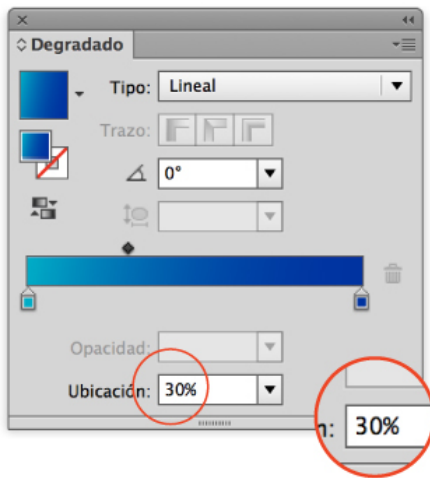 Degradado
Tipo: Lineal
Trazo:
0°
Opacidad:
Ubicación: 30%
n: 30%